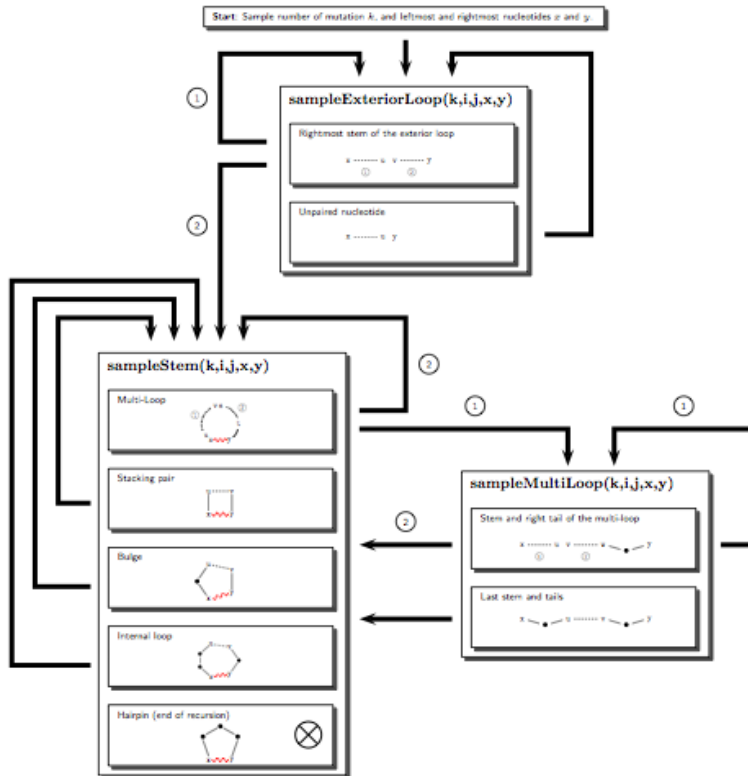 Start: Sample number of mutation k, and leftmost and rightmost nucleotides x and y.
1
sampleExteriorLoop(k,i,j,x,y)
Rightmost stem of the exterior loop
x u v y
1 2
2
Unpaired nucleotide
x u y
sampleStem(k,i,j,x,y)
2
Multi-Loop
1 2
1
1
sampleMultiLoop(k,i,j,x,y)
Stacking pair
x y
Stem and right tail of the multi-loop
2
x u v y
Bulge
x y
Last stem and tails
x u v y
Internal loop
x y
Hairpin (end of recursion)
x y